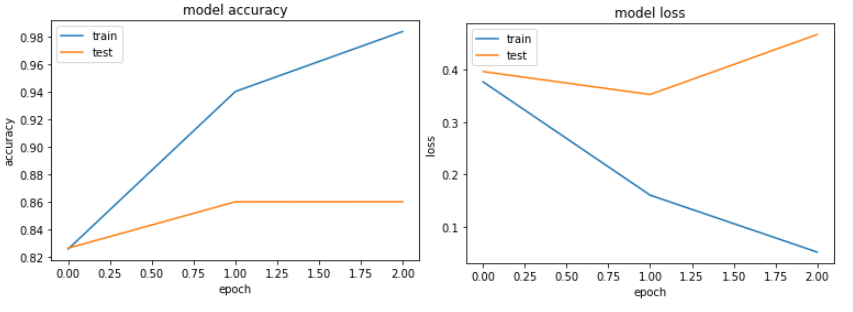 model accuracy
train
test
accuracy
0.98
0.96
0.94
0.92
0.90
0.88
0.86
0.84
0.82
0.00 0.25 0.50 0.75 1.00 1.25 1.50 1.75 2.00
epoch
model loss
train
test
loss
0.4
0.3
0.2
0.1
0.00 0.25 0.50 0.75 1.00 1.25 1.50 1.75 2.00
epoch